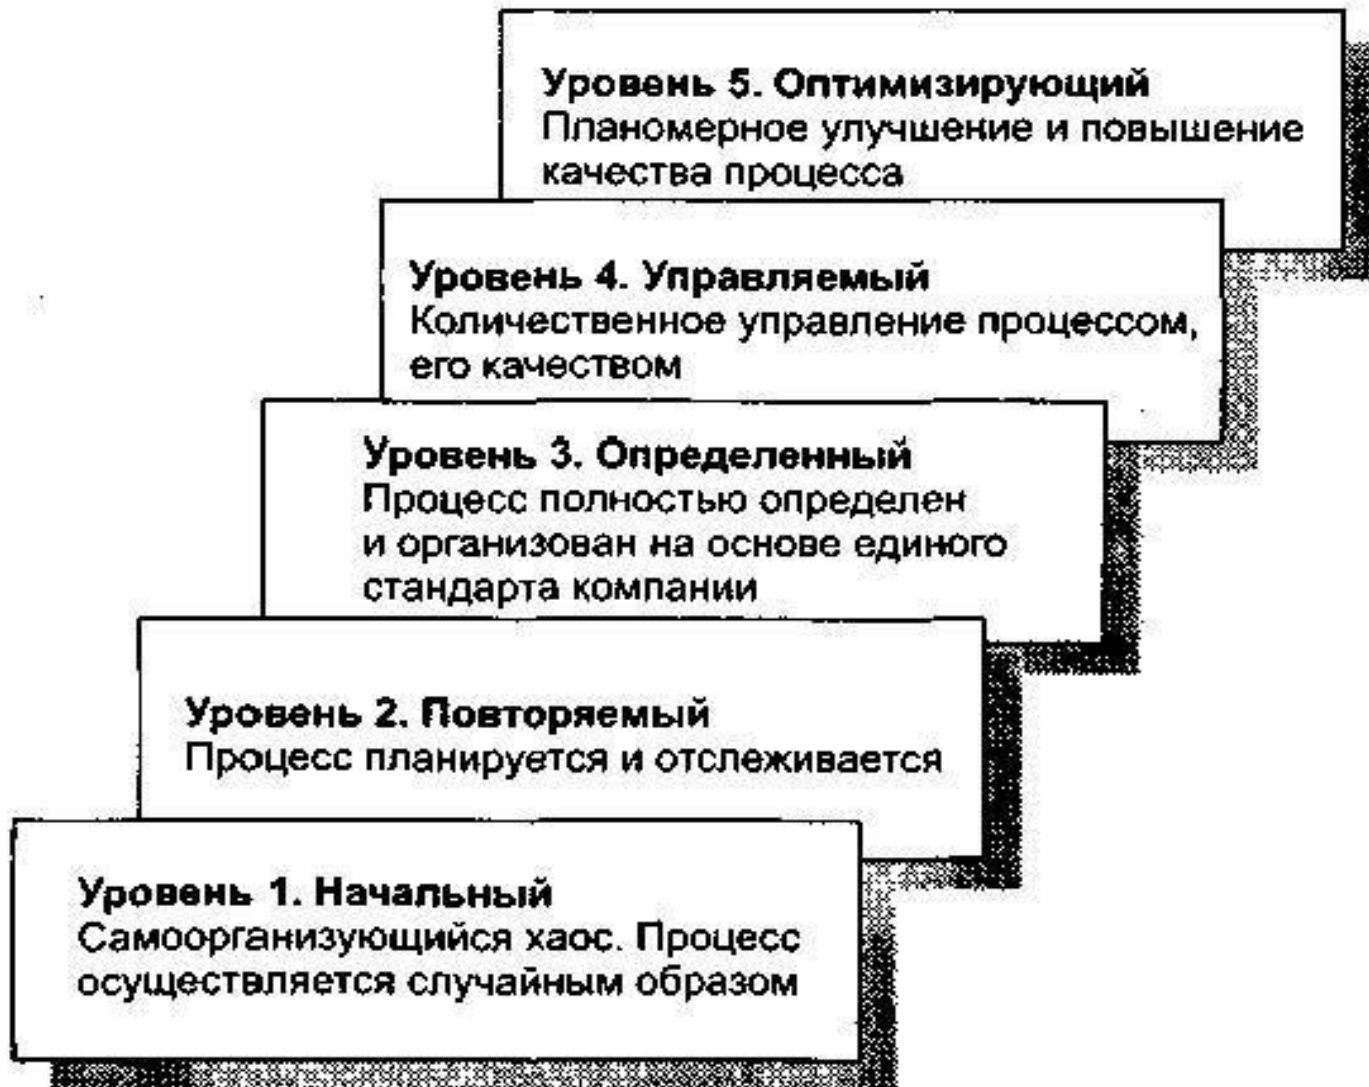 Уровень 5. Оптимизирующий
Планомерное улучшение и повышение
качества процесса
Уровень 4. Управляемый
Количественное управление процессом,
его качеством
Уровень 3. Определенный
Процесс полностью определен
и организован на основе единого
стандарта компании
Уровень 2. Повторяемый
Процесс планируется и отслеживается
Уровень 1. Начальный
Самоорганизующийся хаос. Процесс
осуществляется случайным образом